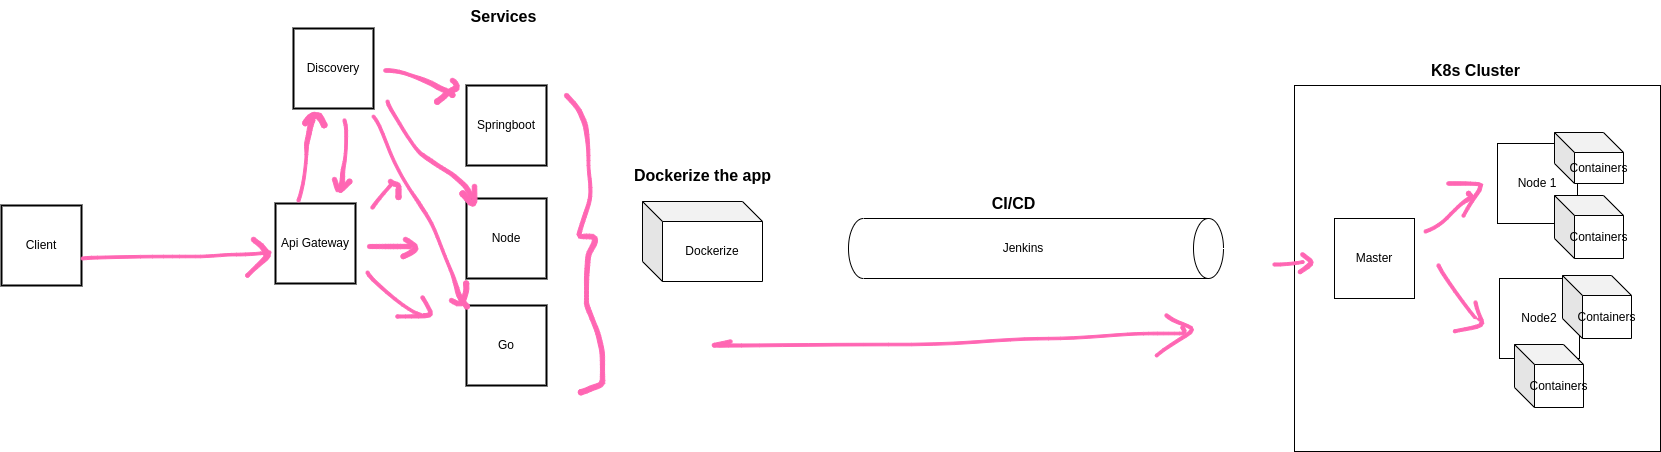 Services
Discovery
Springboot
Client
Api Gateway
Node
Go
Dockerize the app
Dockerize
CI/CD
Jenkins
K8s Cluster
Master
Node 1
Containers
Containers
Node2
Containers
Containers